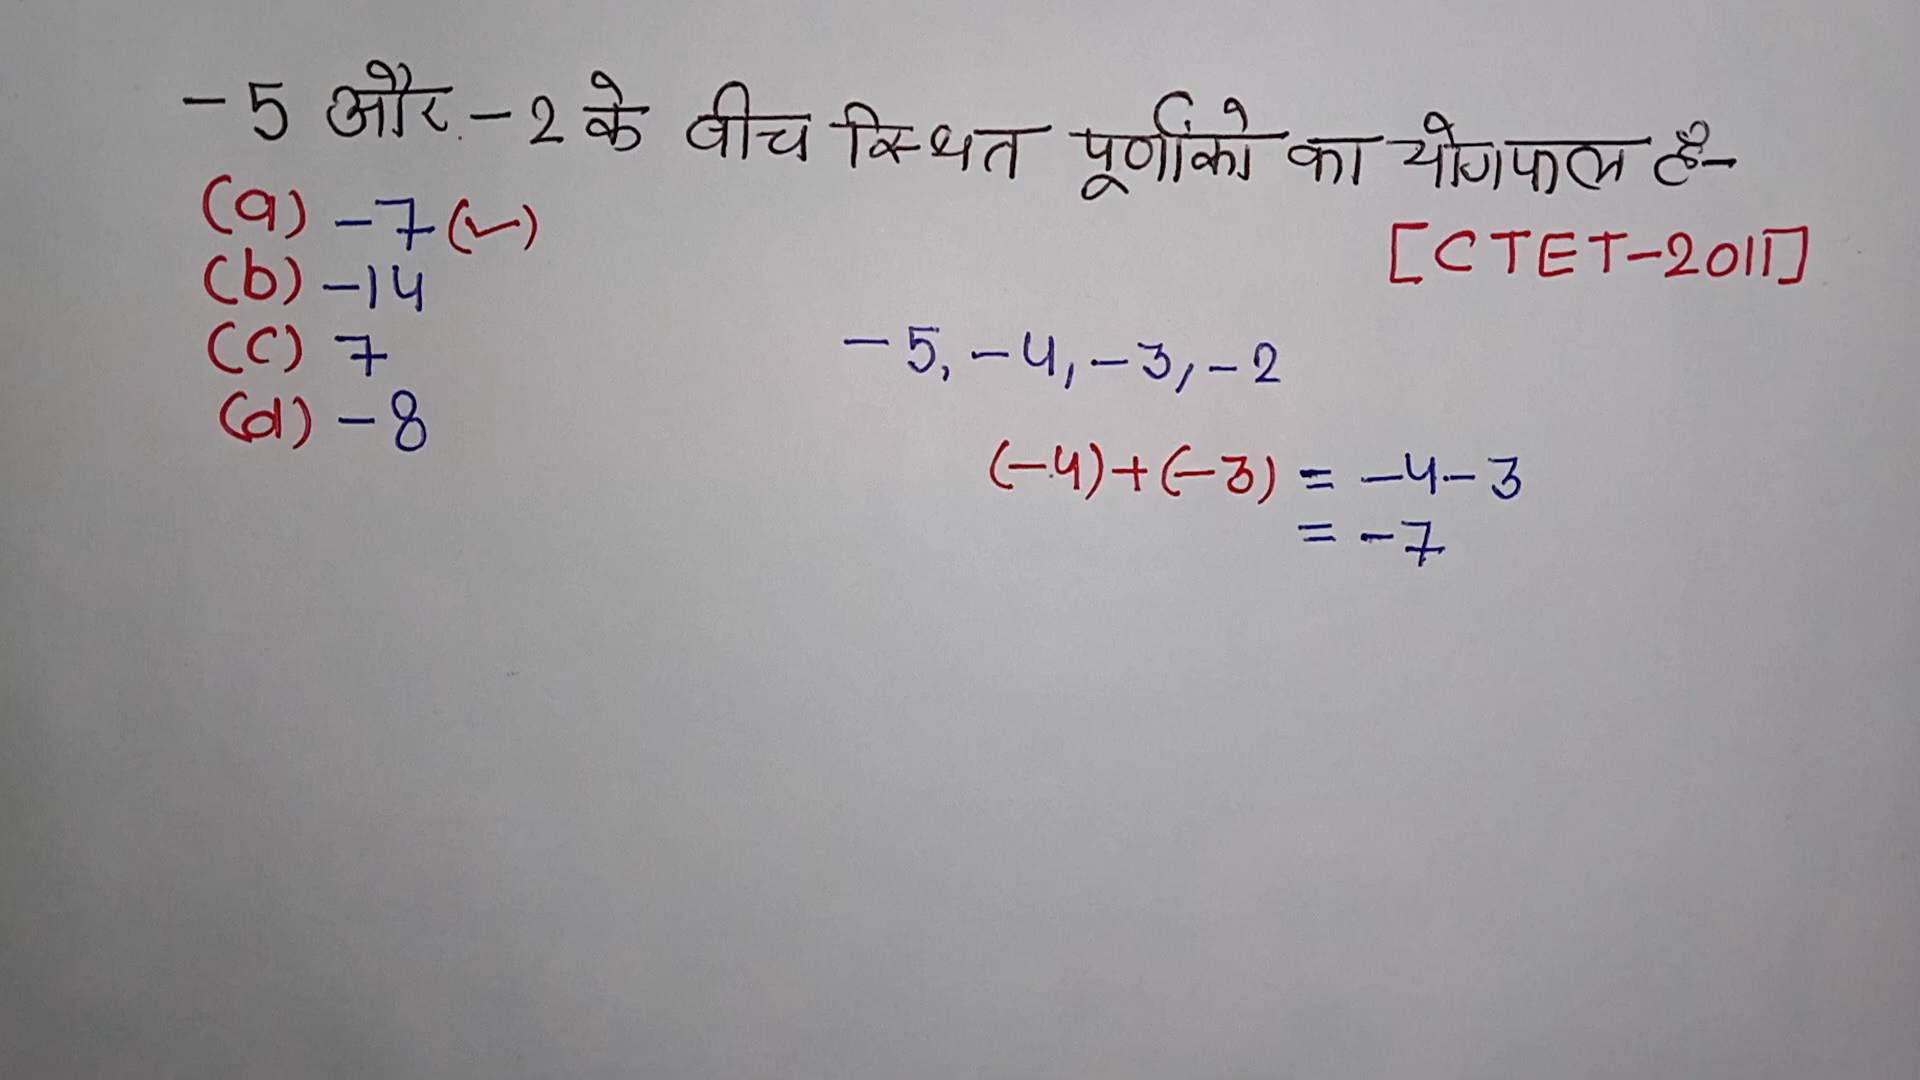 -5 और -2 के बीच स्थित पूर्णांको का योगफल है-
(a) -7 (✓)
[CTET-2011]
(b) -14
(c) 7
(d) -8
-5, -4, -3, -2
(-4)+(-3) = -4-3
= -7